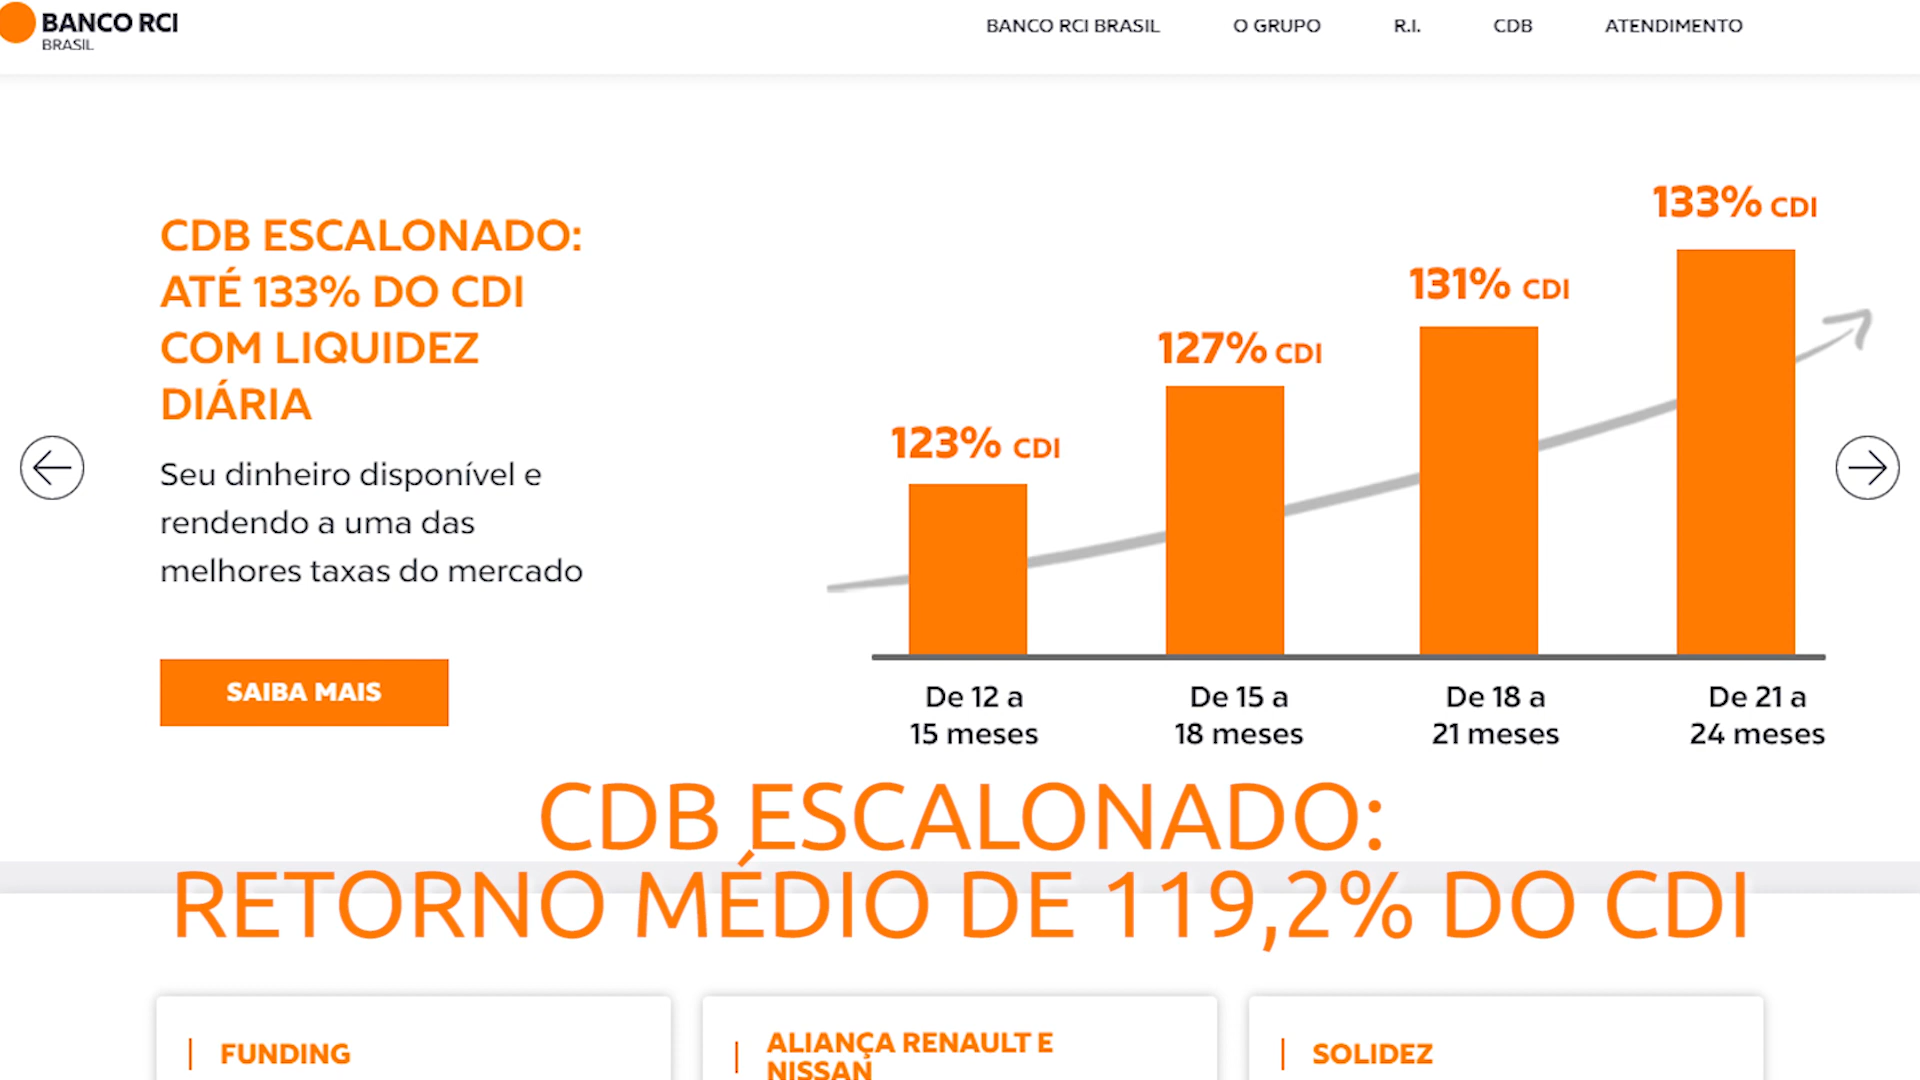 BANCO RCI
BRASIL
BANCO RCI BRASIL
O GRUPO
R.I.
CDB
ATENDIMENTO
CDB ESCALONADO:
ATÉ 133% DO CDI
COM LIQUIDEZ
DIÁRIA
Seu dinheiro disponível e
rendendo a uma das
melhores taxas do mercado
SAIBA MAIS
123% CDI
127% CDI
131% CDI
133% CDI
De 12 a
15 meses
De 15 a
18 meses
De 18 a
21 meses
De 21 a
24 meses
CDB ESCALONADO:
RETORNO MÉDIO DE 119,2% DO CDI
FUNDING
ALIANÇA RENAULT E
NISSAN
SOLIDEZ